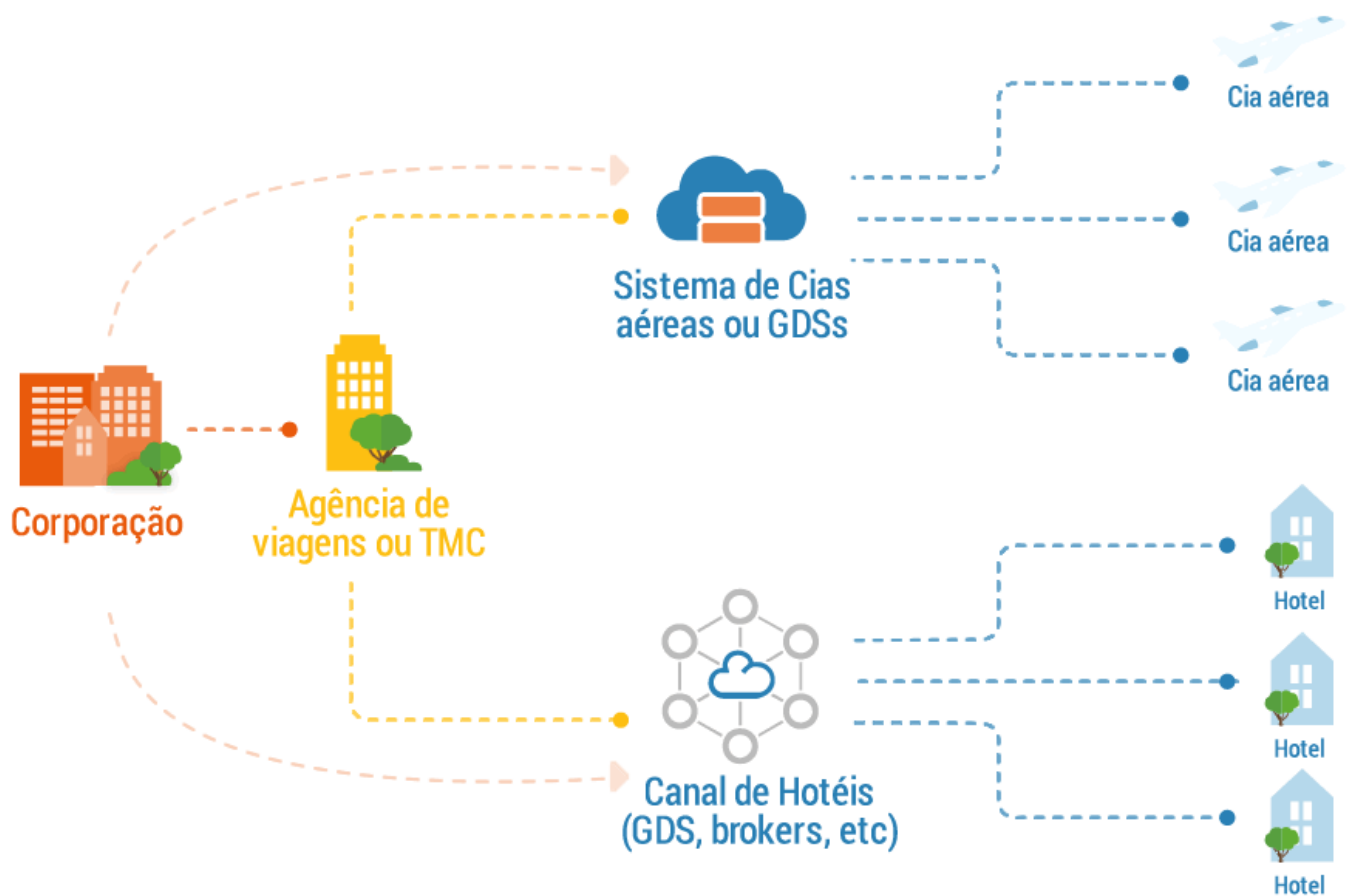 Cia aérea
Cia aérea
Sistema de Cias
aéreas ou GDSs
Cia aérea
Corporação
Agência de
viagens ou TMC
Hotel
Hotel
Canal de Hotéis
(GDS, brokers, etc)
Hotel